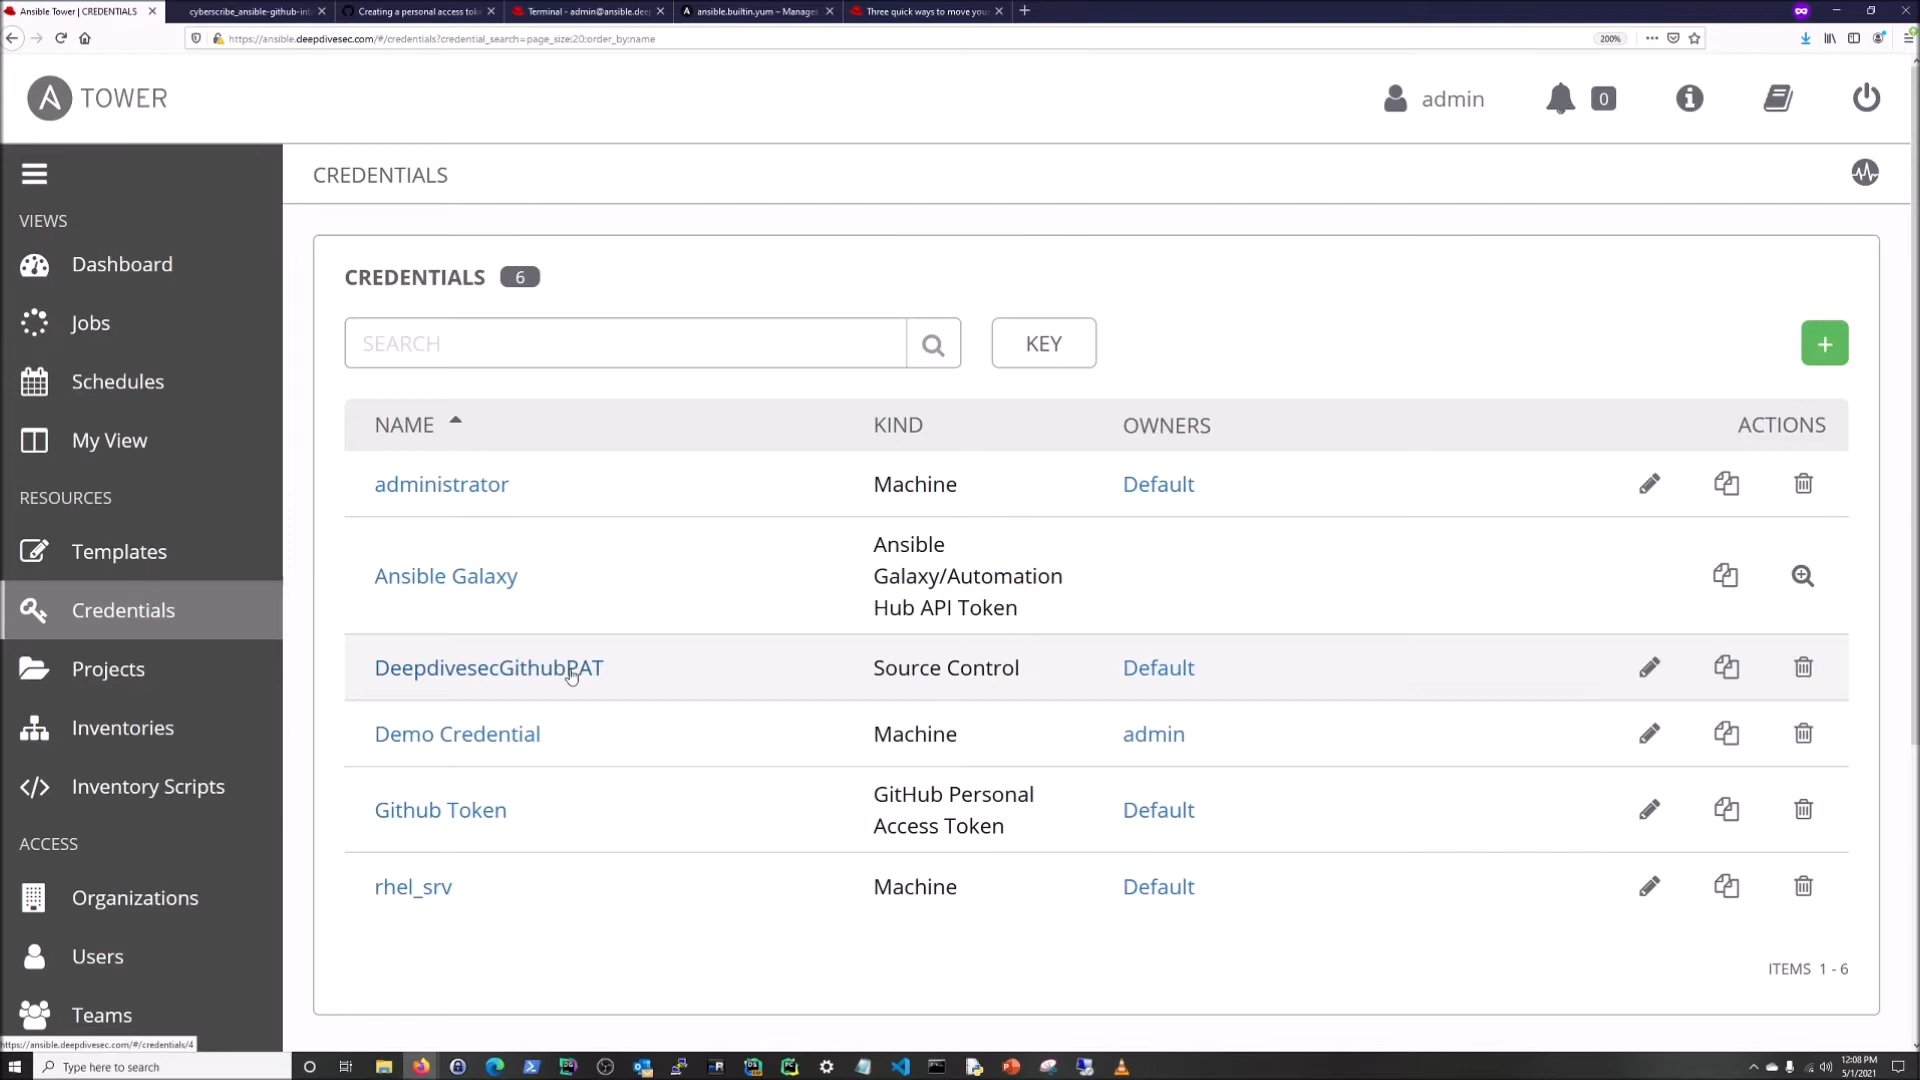 Ansible Tower | CREDENTIALS
cyberscribe_ansible-github-int
Creating a personal access tok
Terminal - admin@ansible.deep
ansible.builtin.yum – Manages
Three quick ways to move you
https://ansible.deepdivesec.com/#/credentials?credential_search=page_size:20;order_by:name
200%
A TOWER
admin
0
CREDENTIALS
VIEWS
Dashboard
Jobs
Schedules
My View
RESOURCES
Templates
Credentials
Projects
Inventories
Inventory Scripts
ACCESS
Organizations
Users
Teams
CREDENTIALS 6
SEARCH
KEY
+
NAME KIND OWNERS ACTIONS
administrator Machine Default
Ansible Galaxy Ansible
Galaxy/Automation
Hub API Token
DeepdivesecGithubPAT Source Control Default
Demo Credential Machine admin
Github Token GitHub Personal
Access Token Default
rhel_srv Machine Default
ITEMS 1 - 6
https://ansible.deepdivesec.com/#/credentials/4
Type here to search
12:08 PM
5/1/2021